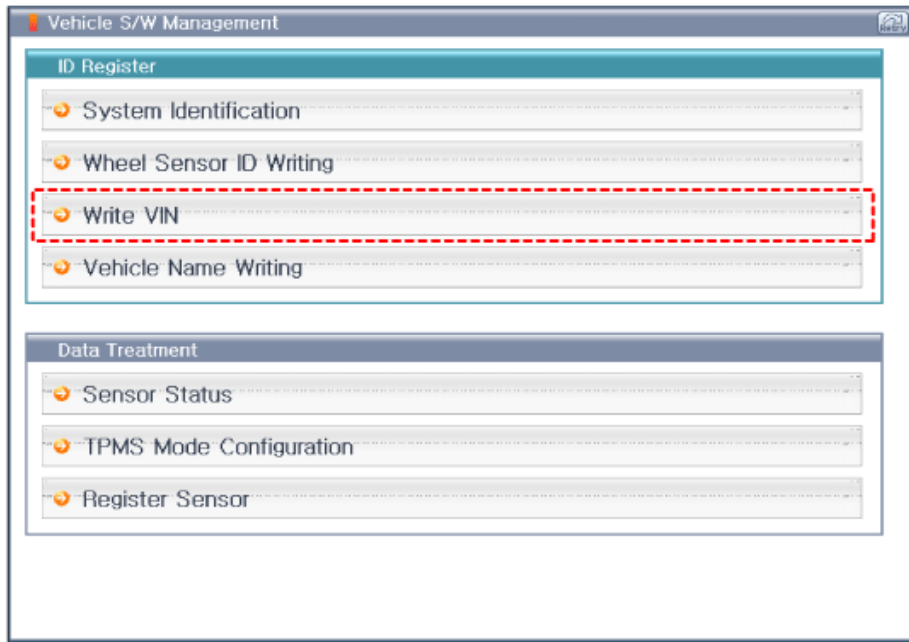 Vehicle S/W Management
Retry
ID Register
System Identification
Wheel Sensor ID Writing
Write VIN
Vehicle Name Writing
Data Treatment
Sensor Status
TPMS Mode Configuration
Register Sensor